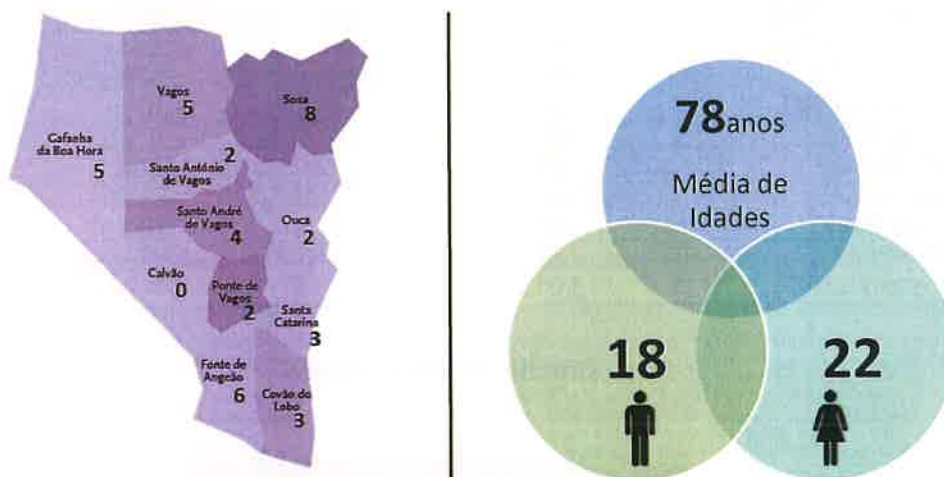 Vagos
5
Sosa
8
Gafanha
da Boa Hora
5
2
Santo António
de Vagos
Santo André
de Vagos
4
Ouca
2
Calvão
0
Ponte de
Vagos
2
Santa
Catarina
3
Fonte de
Angeão
6
Covão do
Lobo
3
78anos
Média de
Idades
18
22